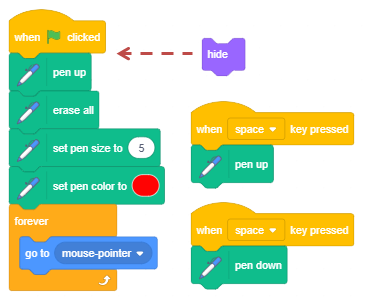 when clicked
pen up
erase all
set pen size to 5
set pen color to
forever
go to mouse-pointer
hide
when space key pressed
pen up
when space key pressed
pen down